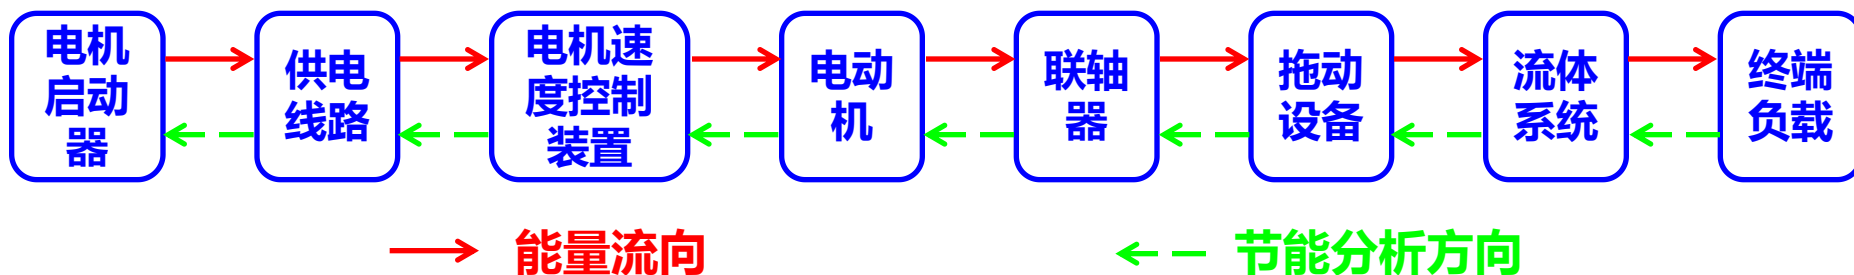 电机
启动
器
供电
线路
电机速
度控制
装置
电动
机
联轴
器
拖动
设备
流体
系统
终端
负载
能量流向
节能分析方向